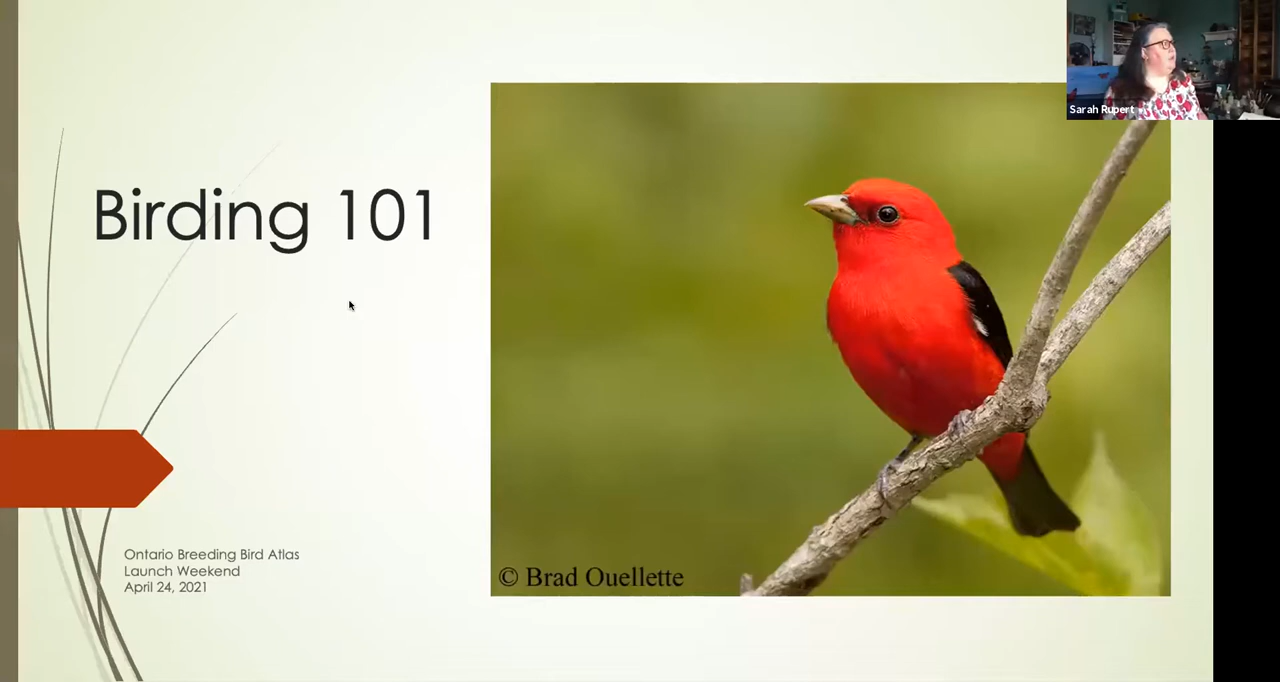 Sarah Rupert
Birding 101
Ontario Breeding Bird Atlas
Launch Weekend
April 24, 2021
© Brad Ouellette